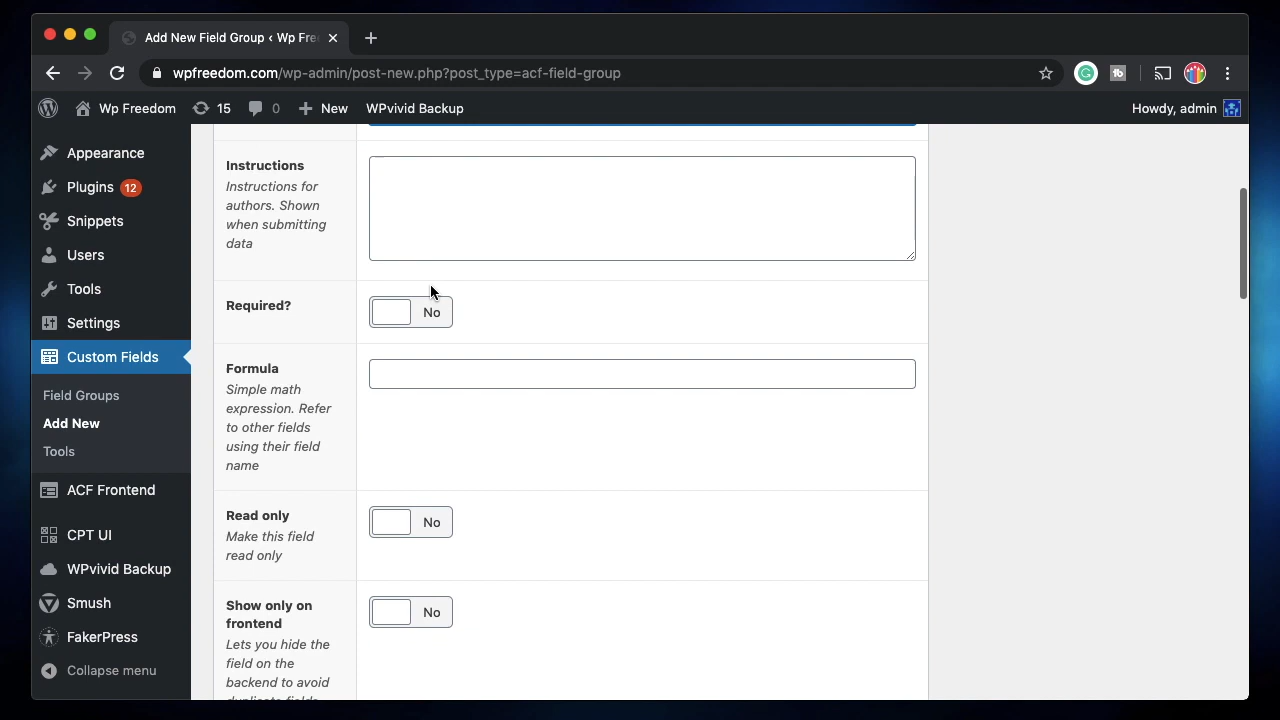 Add New Field Group ‹ Wp Fre
wpfreedom.com/wp-admin/post-new.php?post_type=acf-field-group
Wp Freedom 15 0 New WPvivid Backup Howdy, admin
Appearance
Plugins 12
Snippets
Users
Tools
Settings
Custom Fields
Field Groups
Add New
Tools
ACF Frontend
CPT UI
WPvivid Backup
Smush
FakerPress
Collapse menu
Instructions
Instructions for
authors. Shown
when submitting
data
Required?
No
Formula
Simple math
expression. Refer
to other fields
using their field
name
Read only
Make this field
read only
No
Show only on
frontend
Lets you hide the
field on the
backend to avoid
duplicate fields
No